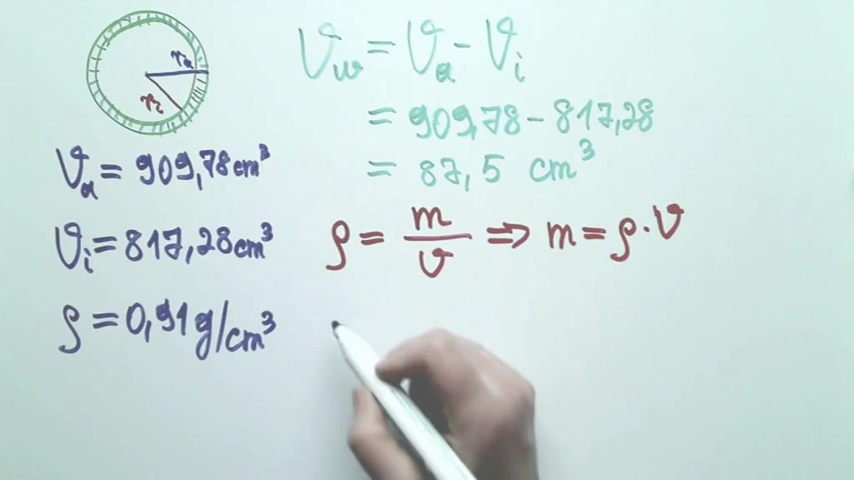 r_a
r_i
V_a = 909,78 cm³
V_i = 817,28 cm³
ρ = 0,91 g/cm³
V_w = V_a - V_i
= 909,78 - 817,28
= 87,5 cm³
ρ = m/V ⇒ m = ρ · V